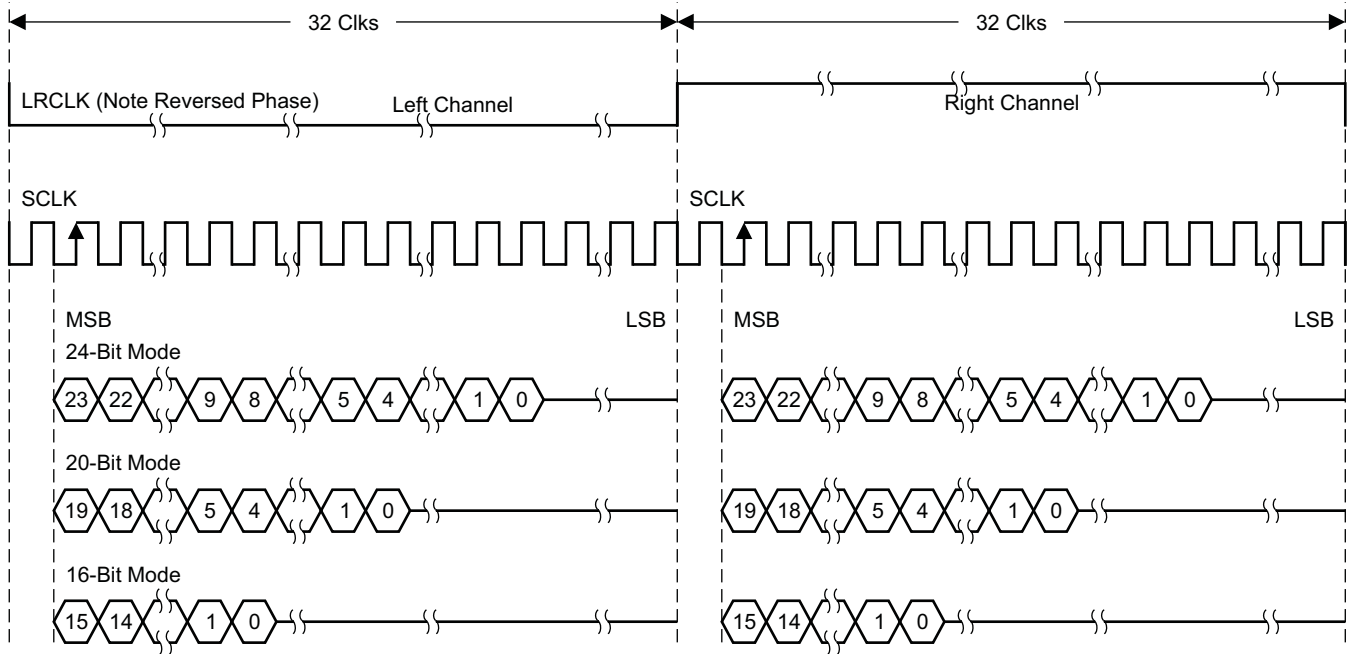 32 Clks 32 Clks
LRCLK (Note Reversed Phase) Left Channel Right Channel
SCLK SCLK
MSB LSB MSB LSB
24-Bit Mode
23 22 9 8 5 4 1 0 23 22 9 8 5 4 1 0
20-Bit Mode
19 18 5 4 1 0 19 18 5 4 1 0
16-Bit Mode
15 14 1 0 15 14 1 0